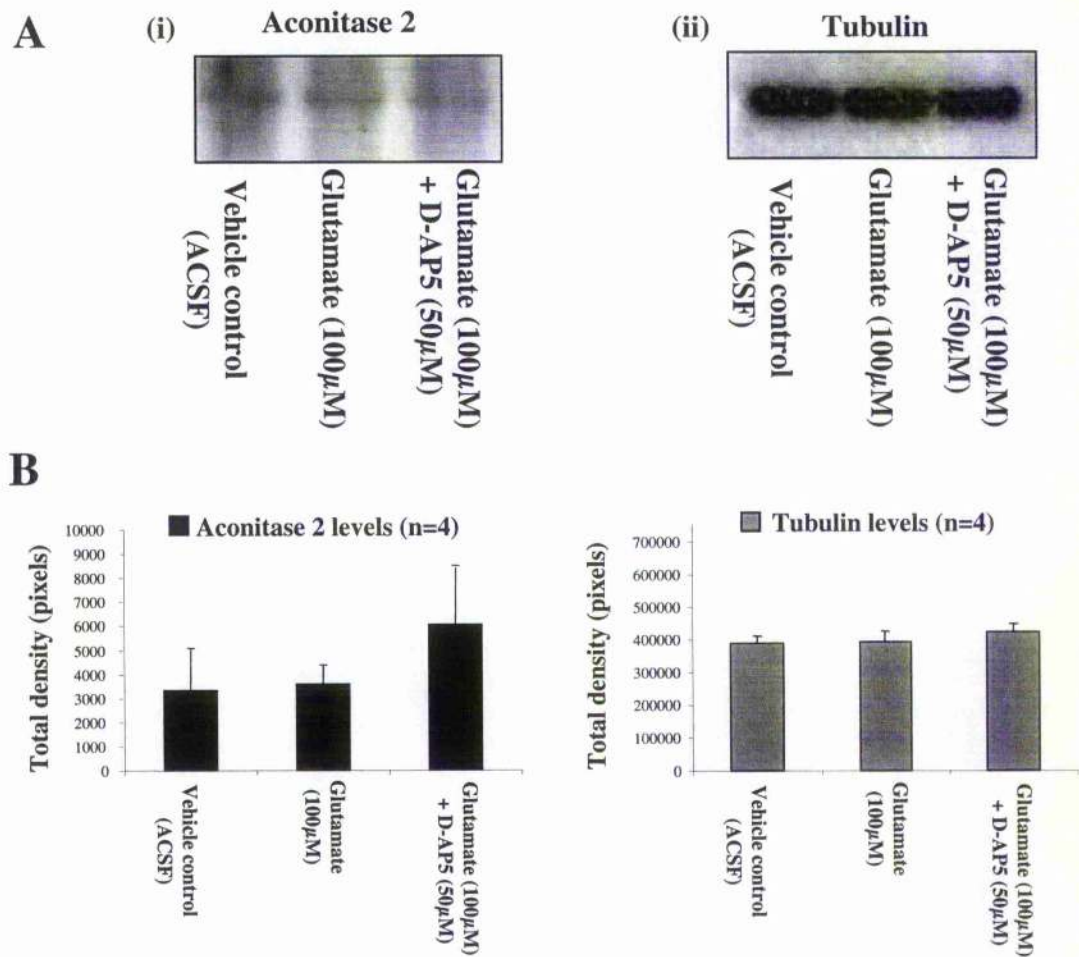 A
(i)
Aconitase 2
(ii)
Tubulin
Vehicle control
(ACSF)
Glutamate (100μM)
Glutamate (100μM)
+ D-AP5 (50μM)
Vehicle control
(ACSF)
Glutamate (100μM)
Glutamate (100μM)
+ D-AP5 (50μM)
B
Aconitase 2 levels (n=4)
Total density (pixels)
10000
9000
8000
7000
6000
5000
4000
3000
2000
1000
0
Vehicle control
(ACSF)
Glutamate
(100μM)
Glutamate (100μM)
+ D-AP5 (50μM)
Tubulin levels (n=4)
Total density (pixels)
700000
600000
500000
400000
300000
200000
100000
0
Vehicle control
(ACSF)
Glutamate
(100μM)
Glutamate (100μM)
+ D-AP5 (50μM)